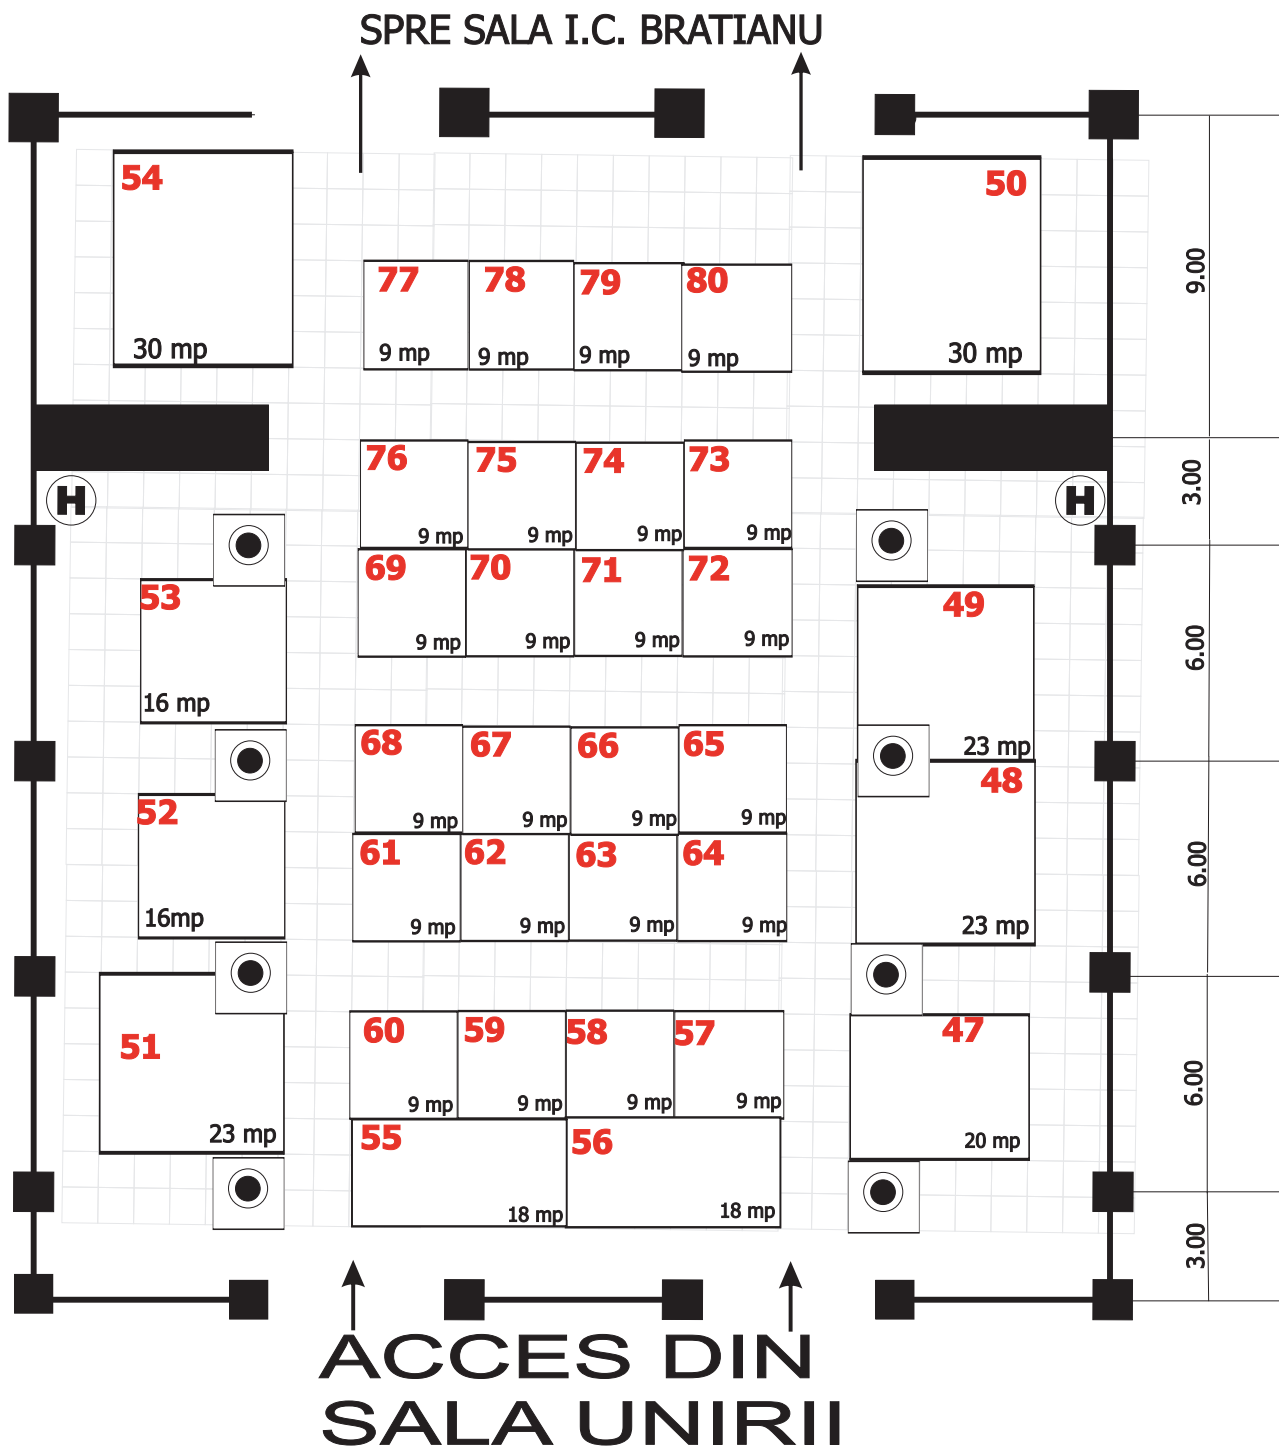 SPRE SALA I.C. BRATIANU
54
50
30 mp
30 mp
77
78
79
80
9 mp
9 mp
9 mp
9 mp
9.00
76
75
74
73
9 mp
9 mp
9 mp
9 mp
H
H
3.00
69
70
71
72
9 mp
9 mp
9 mp
9 mp
53
16 mp
49
23 mp
6.00
68
67
66
65
9 mp
9 mp
9 mp
9 mp
52
16mp
48
23 mp
6.00
61
62
63
64
9 mp
9 mp
9 mp
9 mp
51
23 mp
60
59
58
57
9 mp
9 mp
9 mp
9 mp
47
20 mp
6.00
55
56
18 mp
18 mp
3.00
ACCES DIN
SALA UNIRII